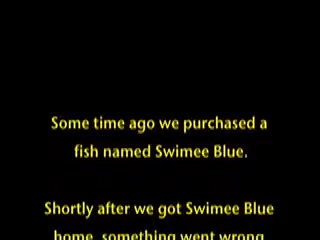 Some time ago we purchased a
fish named Swimee Blue.
Shortly after we got Swimee Blue
home, something went wrong